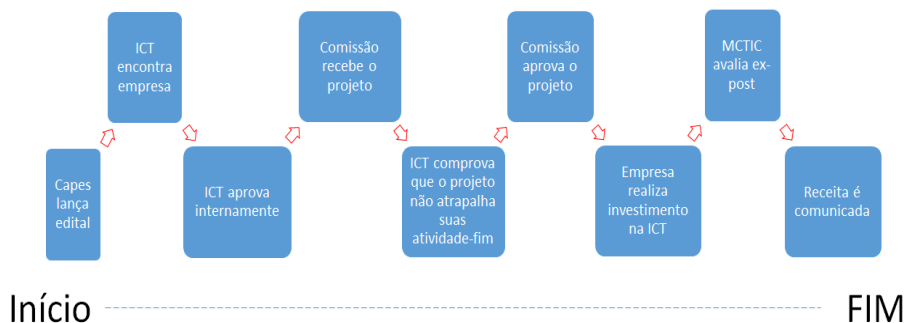 Capes
lança
edital
ICT
encontra
empresa
ICT aprova
internamente
Comissão
recebe o
projeto
ICT comprova
que o projeto
não atrapalha
suas
atividade-fim
Comissão
aprova o
projeto
Empresa
realiza
investimento
na ICT
MCTIC
avalia ex-
post
Receita é
comunicada
Início
FIM